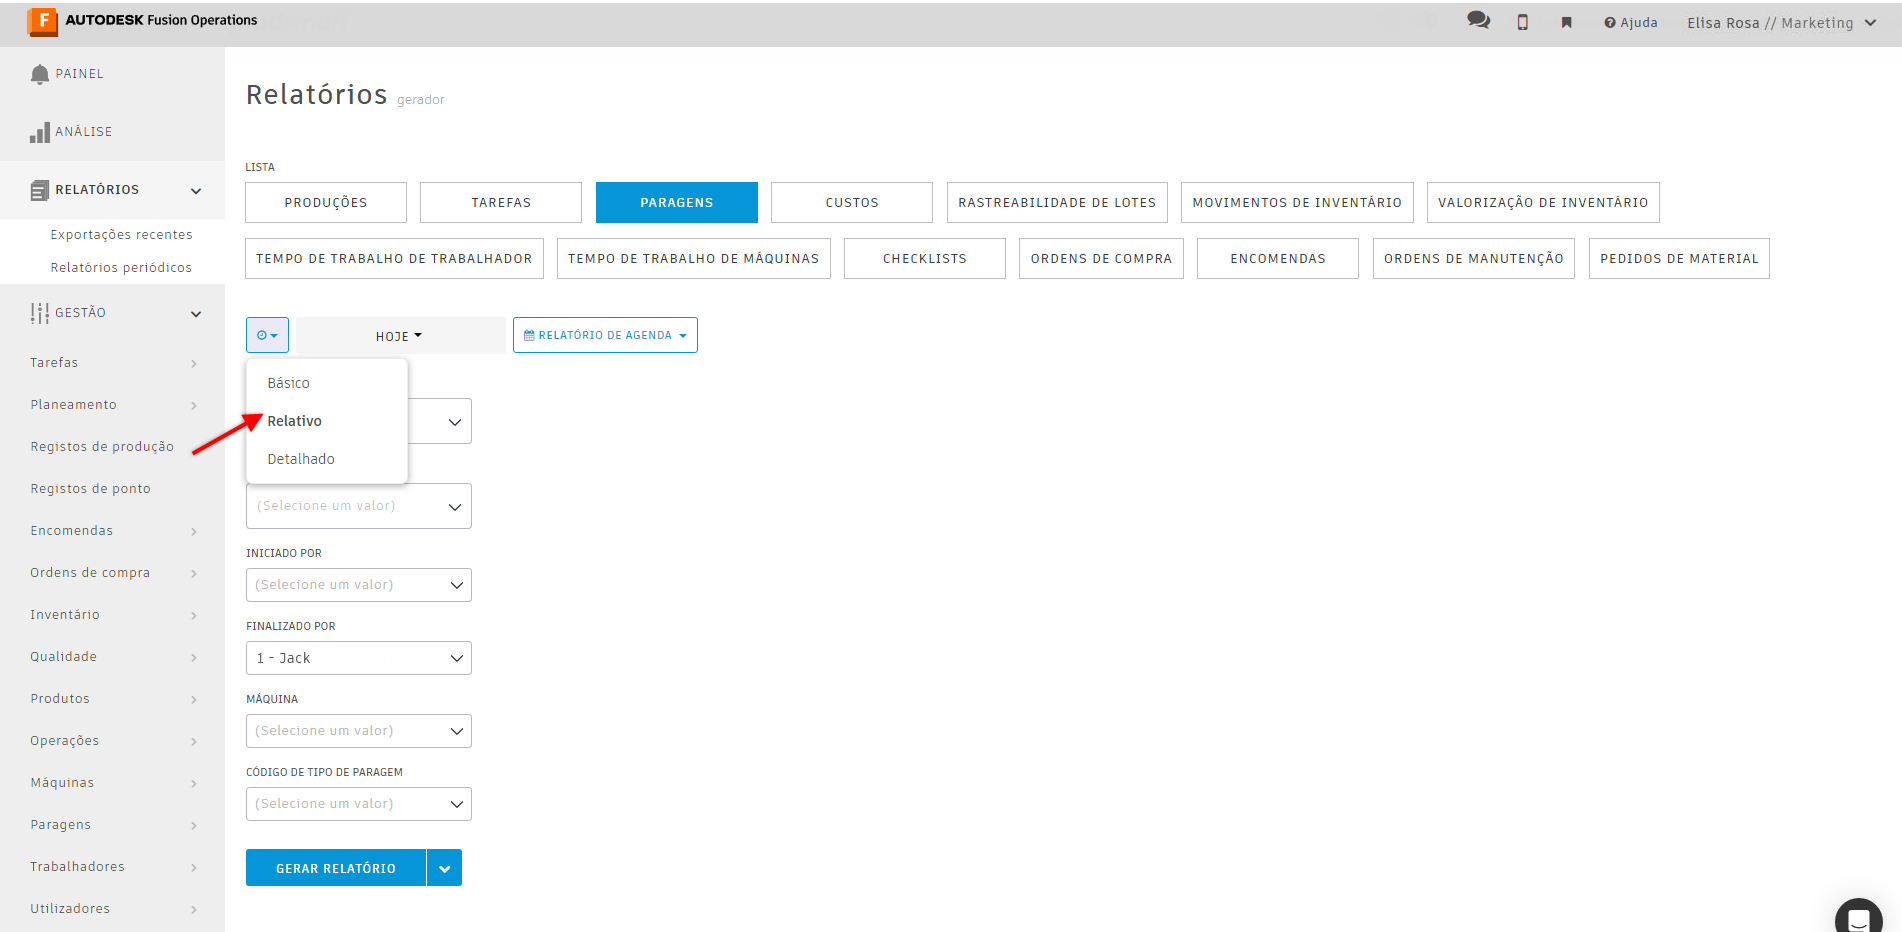 F AUTODESK Fusion Operations
Ajuda
Elisa Rosa // Marketing
PAINEL
ANÁLISE
RELATÓRIOS
Exportações recentes
Relatórios periódicos
GESTÃO
Tarefas
Planeamento
Registos de produção
Registos de ponto
Encomendas
Ordens de compra
Inventário
Qualidade
Produtos
Operações
Máquinas
Paragens
Trabalhadores
Utilizadores
Relatórios gerador
LISTA
PRODUÇÕES TAREFAS PARAGENS CUSTOS RASTREABILIDADE DE LOTES MOVIMENTOS DE INVENTÁRIO VALORIZAÇÃO DE INVENTÁRIO
TEMPO DE TRABALHO DE TRABALHADOR TEMPO DE TRABALHO DE MÁQUINAS CHECKLISTS ORDENS DE COMPRA ENCOMENDAS ORDENS DE MANUTENÇÃO PEDIDOS DE MATERIAL
HOJE RELATÓRIO DE AGENDA
Básico
Relativo
Detalhado
(Selecione um valor)
INICIADO POR
(Selecione um valor)
FINALIZADO POR
1 - Jack
MÁQUINA
(Selecione um valor)
CÓDIGO DE TIPO DE PARAGEM
(Selecione um valor)
GERAR RELATÓRIO